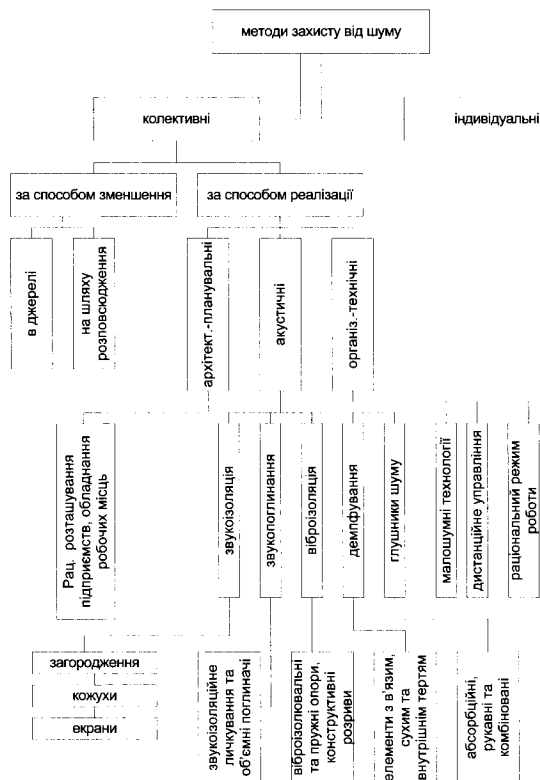 методи захисту від шуму
колективні
індивідуальні
за способом зменшення
за способом реалізації
в джерелі
на шляху
розповсюдження
архітект.-планувальні
акустичні
організ.-технічні
Рац. розташування
підприємств, обладнання
робочих місць
звукоізоляція
звукопоглинання
віброізоляція
демпфування
глушники шуму
малошумні технології
дистанційне управління
раціональний режим
роботи
загородження
кожухи
екрани
звукоізоляційне
личкування та
об'ємні поглиначі
віброізолювальні
та пружні опори,
конструктивні
розриви
елементи з в'язим,
сухим та
внутрішнім тертям
абсорбційні,
рукавні та
комбіновані